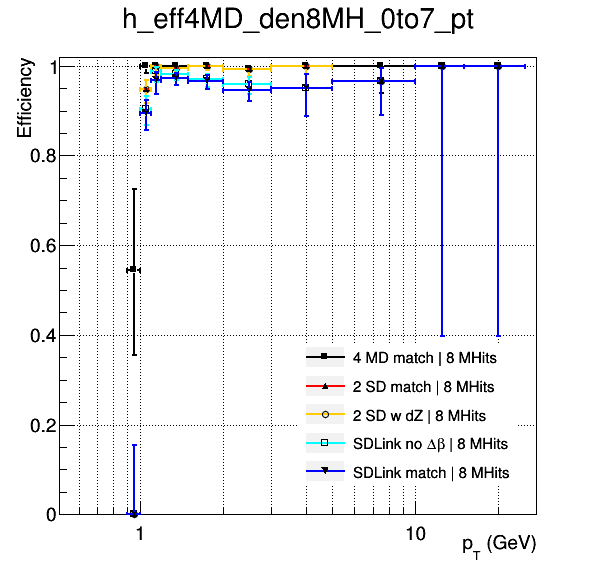 h_eff4MD_den8MH_0to7_pt
Efficiency
1
0.8
0.6
0.4
0.2
0
4 MD match | 8 MHits
2 SD match | 8 MHits
2 SD w dZ | 8 MHits
SDLink no Δβ | 8 MHits
SDLink match | 8 MHits
1
10
p_T (GeV)